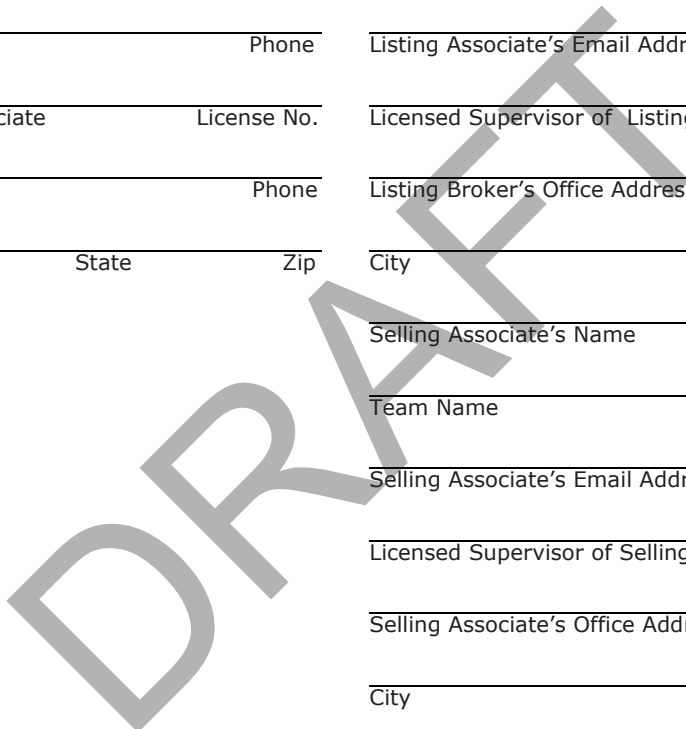 Phone
ciate License No.
Phone
State Zip
Listing Associate’s Email Addr
Licensed Supervisor of Listing
Listing Broker’s Office Addres
City
Selling Associate’s Name
Team Name
Selling Associate’s Email Addr
Licensed Supervisor of Selling
Selling Associate’s Office Addr
City
DRAFT